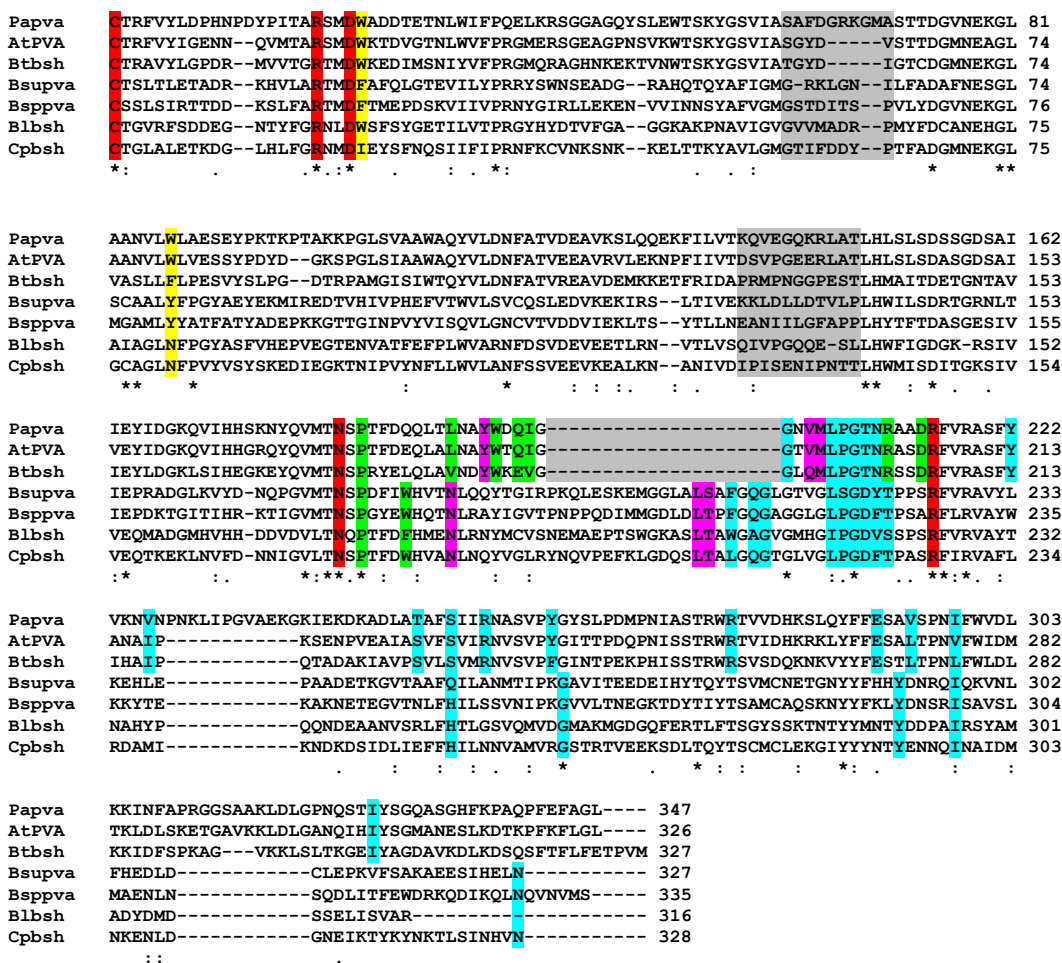 Papva CTRFVYLDPHNPDYPITARSMDWADDTETNLWIFPQELKRSGGAGQYSLEWTSKYGSVIASAFDGRKGMASTTDGVNEKGL 81
AtPVA CTRFVYIGENN--QVMTARSMDWKTDVGTNLWVFPRGMERSGEAGPNSVKWTSKYGSVIASGYD-----VSTTDGMNEAGL 74
Btbsh CTRAVYLGPDR--MVVTGRTMDWKEDIMSNIYVFPRGMQRAGHNKEKTVNWTSKYGSVIATGYD-----IGTCDGMNEKGL 74
Bsupva CTSLTLETADR--KHVLARTMDFAFQLGTEVILYPRRYSWNSEADG--RAHQTQYAFIGMG-RKLGN--ILFADAFNESGL 74
Bsppva CSSLSIRTTDD--KSLFARTMDFTMEPDSKVIIVPRNYGIRLLEKEN-VVINNSYAFVGMGSTDITS--PVLYDGVNEKGL 76
Blbsh CTGVRFSDDEG--NTYFGRNLDWSFSYGETILVTPRGYHYDTVFGA--GGKAKPNAVIGVGVVMADR--PMYFDCANEHGL 75
Cpbsh CTGLALETKDG--LHLFGRNMDIEYSFNQSIIFIPRNFKCVNKSNK--KELTTKYAVLGMGTIFDDY--PTFADGMNEKGL 75
*: . .*.:* . : . *: . . : * **
Papva AANVLWLAESEYPKTKPTAKKPGLSVAAWAQYVLDNFATVDEAVKSLQQEKFILVTKQVEGQKRLATLHLSLSDSSGDSAI 162
AtPVA AANVLWLVESSYPDYD--GKSPGLSIAAWAQYVLDNFATVEEAVRVLEKNPFIIVTDSVPGEERLATLHLSLSDASGDSAI 153
Btbsh VASLLFLPESVYSLPG--DTRPAMGISIWTQYVLDNFATVREAVDEMKKETFRIDAPRMPNGGPESTLHMAITDETGNTAV 153
Bsupva SCAALYFPGYAEYEKMIREDTVHIVPHEFVTWVLSVCQSLEDVKEKIRS--LTIVEKKLDLLDTVLPLHWILSDRTGRNLT 153
Bsppva MGAMLYYATFATYADEPKKGTTGINPVYVISQVLGNCVTVDDVIEKLTS--YTLLNEANIILGFAPPLHYTFTDASGESIV 155
Blbsh AIAGLNFPGYASFVHEPVEGTENVATFEFPLWVARNFDSVDEVEETLRN--VTLVSQIVPGQQE-SLLHWFIGDGK-RSIV 152
Cpbsh GCAGLNFPVYVSYSKEDIEGKTNIPVYNFLLWVLANFSSVEEVKEALKN--ANIVDIPISENIPNTTLHWMISDITGKSIV 154
** * : * : : : : ** : * . .
Papva IEYIDGKQVIHHSKNYQVMTNSPTFDQQLTLNAYWDQIG------------------GNVMLPGTNRAADRFVRASFY 222
AtPVA VEYIDGKQVIHHGRQYQVMTNSPTFDEQLALNAYWTQIG------------------GTVMLPGTNRASDRFVRASFY 213
Btbsh IEYLDGKLSIHEGKEYQVMTNSPRYELQLAVNDYWKEVG------------------GLQMLPGTNRSSDRFVRASFY 213
Bsupva IEPRADGLKVYD-NQPGVMTNSPDFIWHVTNLQQYTGIRPKQLESKEMGGLALSAFGQGLGTVGLSGDYTPPSRFVRAVYL 233
Bsppva IEPDKTGITIHR-KTIGVMTNSPGYEWHQTNLRAYIGVTPNPPQDIMMGDLDLTPFGQGAGGLGLPGDFTPSARFLRVAYW 235
Blbsh VEQMADGMHVHH-DDVDVLTNQPTFDFHMENLRNYMCVSNEMAEPTSWGKASLTAWGAGVGMHGIPGDVSSPSRFVRVAYT 232
Cpbsh VEQTKEKLNVFD-NNIGVLTNSPTFDWHVANLNQYVGLRYNQVPEFKLGDQSLTALGQGTGLVGLPGDFTPASRFIRVAFL 234
:* :. *:**.* : : : : * .* .. **:*. :
Papva VKNVNPNKLIPGVAEKGKIEKDKADLATAFSIIRNASVPYGYSLPDMPNIASTRWRTVVDHKSLQYFFESAVSPNIFWVDL 303
AtPVA ANAIP----------KSENPVEAIASVFSVIRNVSVPYGITTPDQPNISSTRWRTVIDHKRKLYFFESALTPNVFWIDM 282
Btbsh IHAIP----------QTADAKIAVPSVLSVMRNVSVPFGINTPEKPHISSTRWRSVSDQKNKVYYFESTLTPNLFWLDL 282
Bsupva KEHLE----------PAADETKGVTAAFQILANMTIPKGAVITEEDEIHYTQYTSVMCNETGNYYFHHYDNRQIQKVNL 302
Bsppva KKYTE----------KAKNETEGVTNLFHILSSVNIPKGVVLTNEGKTDYTIYTSAMCAQSKNYYFKLYDNSRISAVSL 304
Blbsh NAHYP----------QQNDEAANVSRLFHTLGSVQMVDGMAKMGDGQFERTLFTSGYSSKTNTYYMNTYDDPAIRSYAM 301
Cpbsh RDAMI----------KNDKDSIDLIEFFHILNNVAMVRGSTRTVEEKSDLTQYTSCMCLEKGIYYYNTYENNQINAIDM 303
. : : : . : * . * : : * : . : :
Papva KKINFAPRGGSAAKLDLGPNQSTIYSGQASGHFKPAQPFEFAGL---- 347
AtPVA TKLDLSKETGAVKKLDLGANQIHIYSGMANESLKDTKPFKFLGL---- 326
Btbsh KKIDFSPKAG---VKKLSLTKGEIYAGDAVKDLKDSQSFTFLFETPVM 327
Bsupva FHEDLD------------CLEPKVFSAKAEESIHELN----------- 327
Bsppva MAENLN------------SQDLITFEWDRKQDIKQLNQVNVMS----- 335
Blbsh ADYDMD------------SSELISVAR--------------------- 316
Cpbsh NKENLD------------GNEIKTYKYNKTLSINHVN----------- 328
:: .